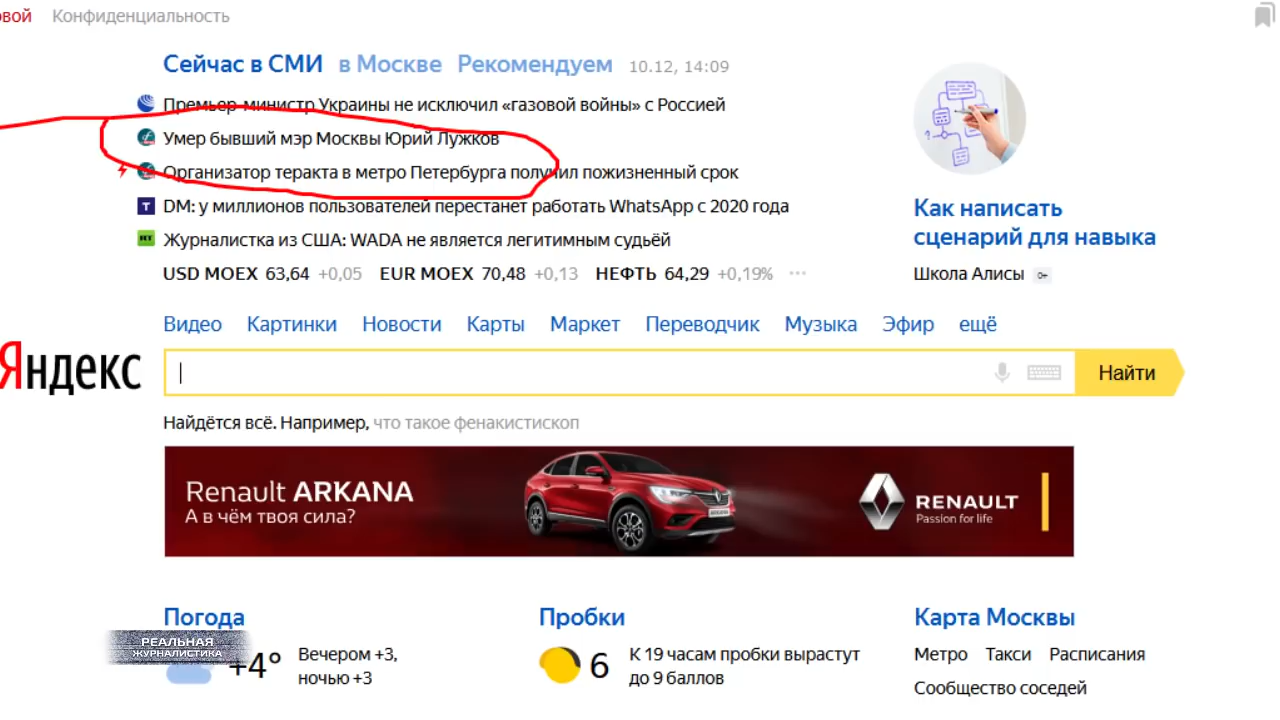 вой Конфиденциальность
Сейчас в СМИ в Москве Рекомендуем 10.12, 14:09
Премьер-министр Украины не исключил «газовой войны» с Россией
Умер бывший мэр Москвы Юрий Лужков
Организатор теракта в метро Петербурга получил пожизненный срок
T DM: у миллионов пользователей перестанет работать WhatsApp с 2020 года
RT Журналистка из США: WADA не является легитимным судьёй
USD MOEX 63,64 +0,05 EUR MOEX 70,48 +0,13 НЕФТЬ 64,29 +0,19% ···
Как написать
сценарий для навыка
Школа Алисы
Видео Картинки Новости Карты Маркет Переводчик Музыка Эфир ещё
Яндекс
Найти
Найдётся всё. Например, что такое фенакистископ
Renault ARKANA
А в чём твоя сила?
RENAULT
Passion for life
Погода
РЕАЛЬНАЯ
ЖУРНАЛИСТИКА
+4°
Вечером +3,
ночью +3
Пробки
6
К 19 часам пробки вырастут
до 9 баллов
Карта Москвы
Метро Такси Расписания
Сообщество соседей